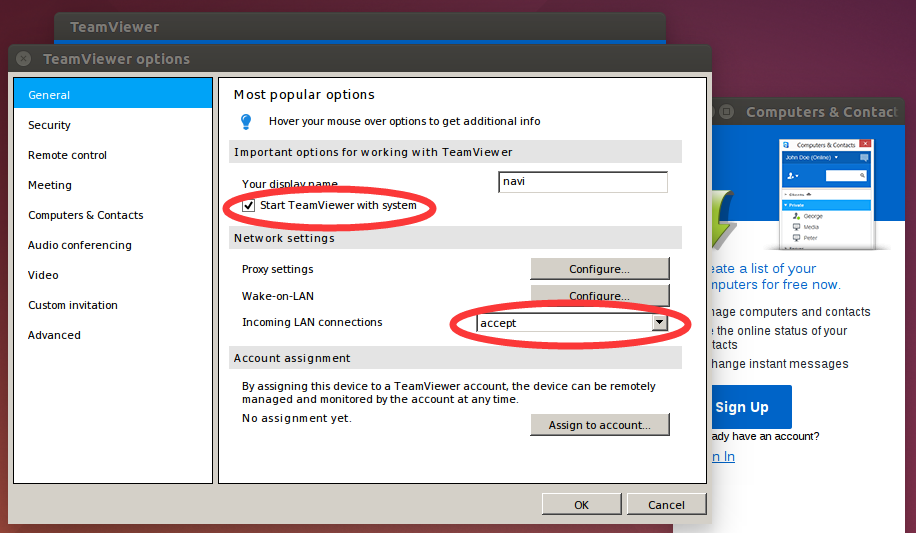 TeamViewer
TeamViewer options
General
Security
Remote control
Meeting
Computers & Contacts
Audio conferencing
Video
Custom invitation
Advanced
Most popular options
Hover your mouse over options to get additional info
Important options for working with TeamViewer
Your display name
navi
Start TeamViewer with system
Network settings
Proxy settings
Configure...
Wake-on-LAN
Configure...
Incoming LAN connections
accept
Account assignment
By assigning this device to a TeamViewer account, the device can be remotely
managed and monitored by the account at any time.
No assignment yet.
Assign to account...
OK
Cancel
Computers & Contact
Computers & Contacts
John Doe (Online)
Private
George
Media
Peter
eate a list of your
mputers for free now.
nage computers and contacts
e the online status of your
ntacts
hange instant messages
Sign Up
ady have an account?
n In